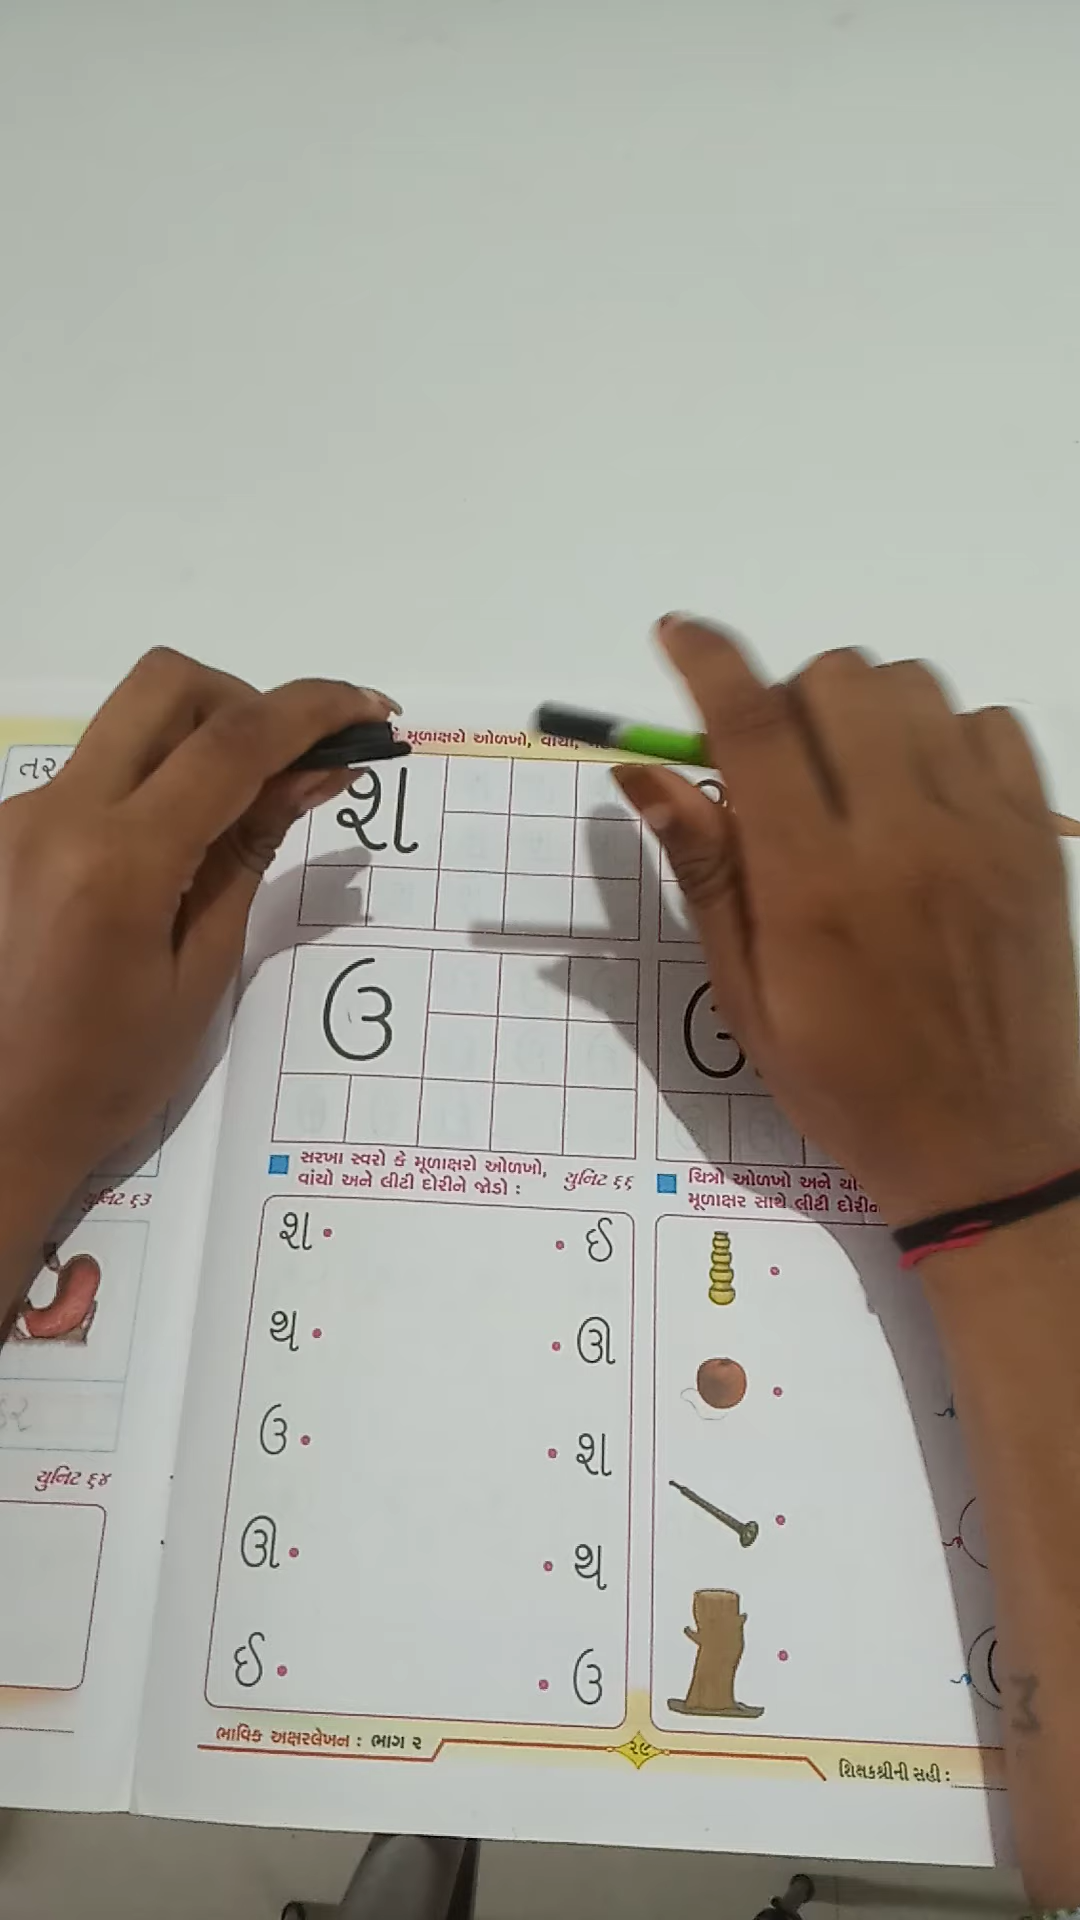 તર
મૂળાક્ષરો ઓળખો, વાંચો,
શ
ઉ
સરખા સ્વરો કે મૂળાક્ષરો ઓળખો,
વાંચો અને લીટી દોરીને જોડો :
યુનિટ ૬૬
ચિત્રો ઓળખો અને
મૂળાક્ષર સાથે લીટી
યુનિટ ૬૩
યુનિટ ૬૪
શ • • ઈ
થ • • ઊ
ઉ • • શ
ઊ • • થ
ઈ • • ઉ
ભાવિક અક્ષરલેખન : ભાગ ૨
૨૯
શિક્ષકશ્રીની સહી :